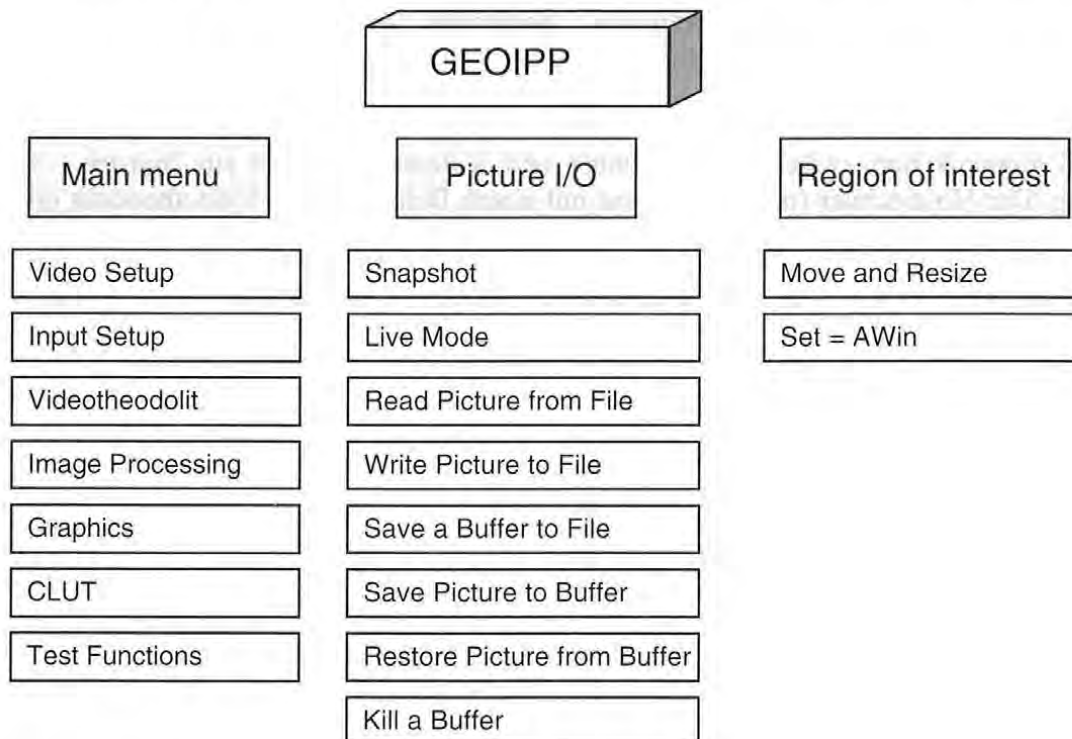 GEOIPP
Main menu
Video Setup
Input Setup
Videotheodolit
Image Processing
Graphics
CLUT
Test Functions
Picture I/O
Snapshot
Live Mode
Read Picture from File
Write Picture to File
Save a Buffer to File
Save Picture to Buffer
Restore Picture from Buffer
Kill a Buffer
Region of interest
Move and Resize
Set = AWin